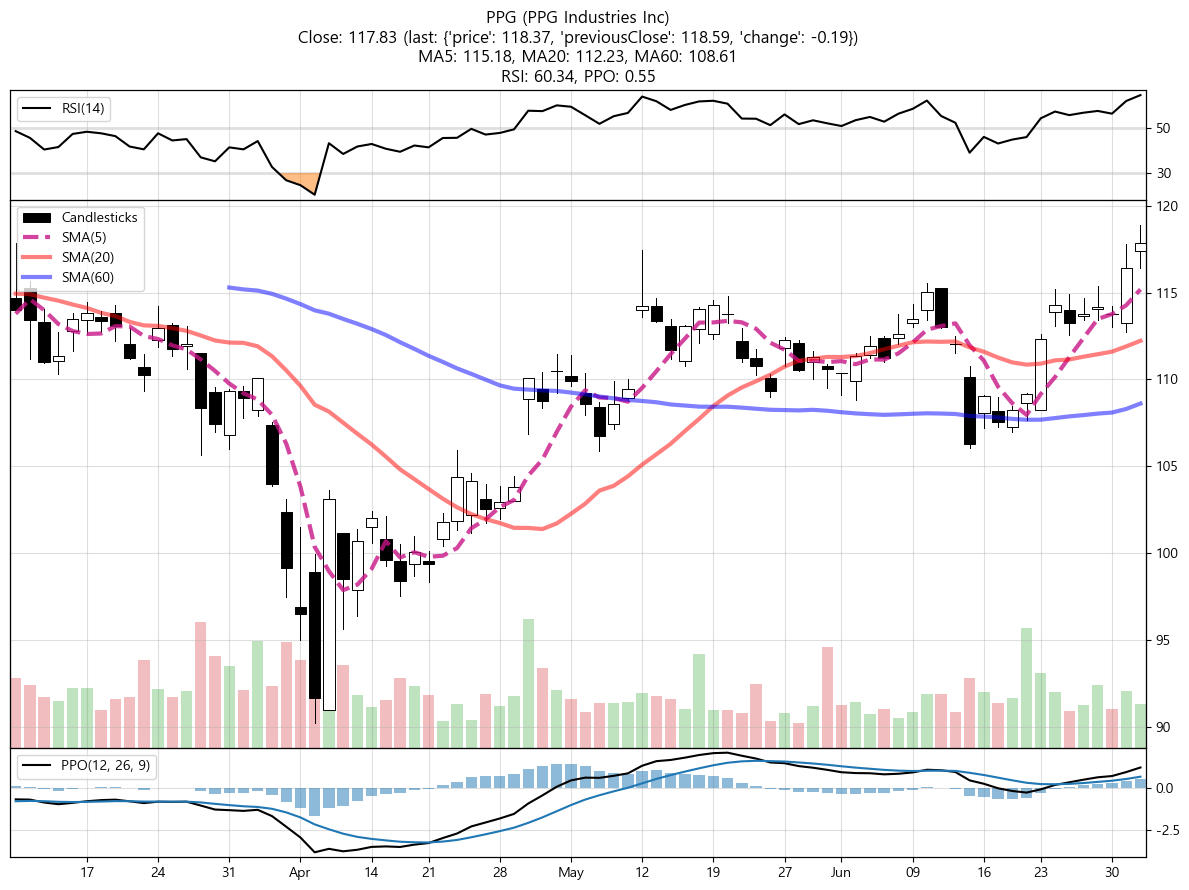 PPG (PPG Industries Inc)
Close: 117.83 (last: {'price': 118.37, 'previousClose': 118.59, 'change': -0.19})
MA5: 115.18, MA20: 112.23, MA60: 108.61
RSI: 60.34, PPO: 0.55
RSI(14)
50
30
Candlesticks
SMA(5)
SMA(20)
SMA(60)
120
115
110
105
100
95
90
PPO(12, 26, 9)
0.0
-2.5
17 24 31 Apr 14 21 28 May 12 19 27 Jun 09 16 23 30